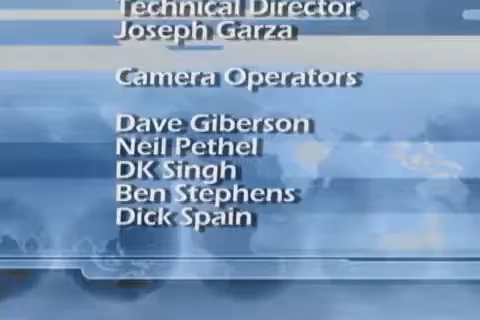 Technical Director
Joseph Garza
Camera Operators
Dave Giberson
Neil Pethel
DK Singh
Ben Stephens
Dick Spain